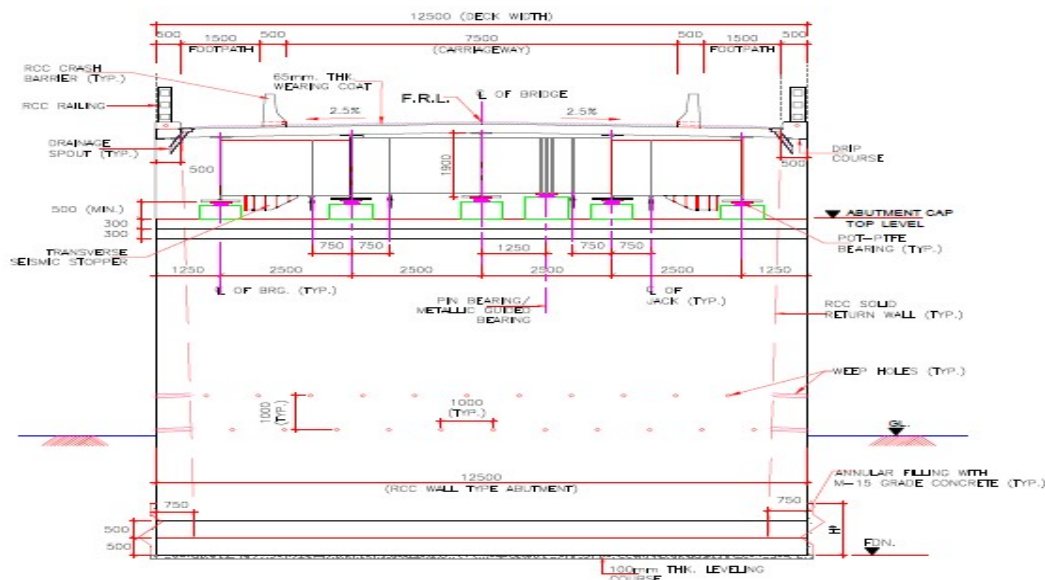 12500 (DECK WIDTH)
500 1500 500 7500 500 1500 500
FOOTPATH (CARRIAGEWAY) FOOTPATH
RCC CRASH
BARRIER (TYP.)
65mm. THK.
WEARING COAT
℄ OF BRIDGE
F.R.L.
RCC RAILING
2.5% 2.5%
DRAINAGE
SPOUT (TYP.)
DRIP
COURSE
1900
500 500
500 (MIN.)
ABUTMENT CAP
TOP LEVEL
300
300
POT-PTFE
BEARING (TYP.)
TRANSVERSE
SEISMIC STOPPER
750 750 1250 750 750
1250 2500 2500 2500 2500 1250
℄ OF BRG. (TYP.)
℄ OF
JACK (TYP.)
PIN BEARING/
METALLIC GUIDED
BEARING
RCC SOLID
RETURN WALL (TYP.)
WEEP HOLES (TYP.)
1000
(TYP.)
1000
(TYP.)
GL.
12500
(RCC WALL TYPE ABUTMENT)
ANNULAR FILLING WITH
M-15 GRADE CONCRETE (TYP.)
750 750
500
500
FDN.
100mm THK. LEVELING
COURSE